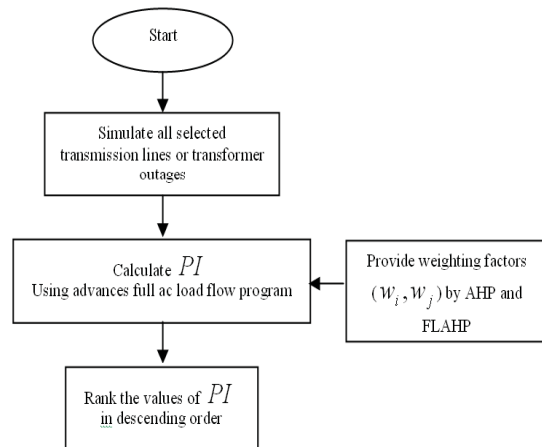 Start
Simulate all selected
transmission lines or transformer
outages
Calculate PI
Using advances full ac load flow program
Provide weighting factors
(w_i, w_j) by AHP and
FLAHP
Rank the values of PI
in descending order